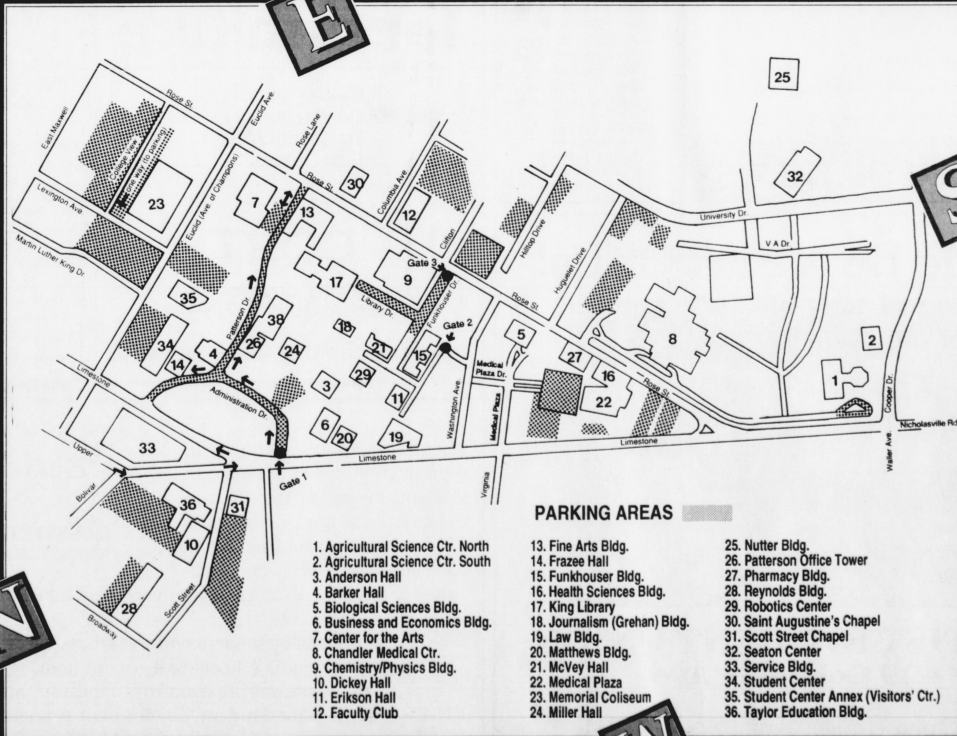 E
S
N
W
25
East Maxwell
Rose St
Euclid Ave.
Rose Lane
College View
one way (to parking)
Lexington Ave
23
Martin Luther King Dr
Euclid (Ave. of Champions)
7
13
Rose St
30
Columbia Ave
12
Clifton
Hilltop Drive
Huguelet Drive
University Dr.
32
V A Dr
35
Patterson Dr
17
9
Gate 3
Library Dr
Funkhouser Dr
Rose St
34
14
4
38
26
24
18
21
29
15
Gate 2
5
Medical Plaza Dr.
27
8
16
22
Rose St
2
1
Cooper Dr.
Nicholasville Rd
Waller Ave.
Limestone
Administration Dr
3
6
20
11
19
Washington Ave.
Medical Plaza
Limestone
Limestone
Virginia
Gate 1
Upper
33
Bolivar
36
31
10
28
Scott Street
Broadway
PARKING AREAS
1. Agricultural Science Ctr. North
2. Agricultural Science Ctr. South
3. Anderson Hall
4. Barker Hall
5. Biological Sciences Bldg.
6. Business and Economics Bldg.
7. Center for the Arts
8. Chandler Medical Ctr.
9. Chemistry/Physics Bldg.
10. Dickey Hall
11. Erikson Hall
12. Faculty Club
13. Fine Arts Bldg.
14. Frazee Hall
15. Funkhouser Bldg.
16. Health Sciences Bldg.
17. King Library
18. Journalism (Grehan) Bldg.
19. Law Bldg.
20. Matthews Bldg.
21. McVey Hall
22. Medical Plaza
23. Memorial Coliseum
24. Miller Hall
25. Nutter Bldg.
26. Patterson Office Tower
27. Pharmacy Bldg.
28. Reynolds Bldg.
29. Robotics Center
30. Saint Augustine's Chapel
31. Scott Street Chapel
32. Seaton Center
33. Service Bldg.
34. Student Center
35. Student Center Annex (Visitors' Ctr.)
36. Taylor Education Bldg.